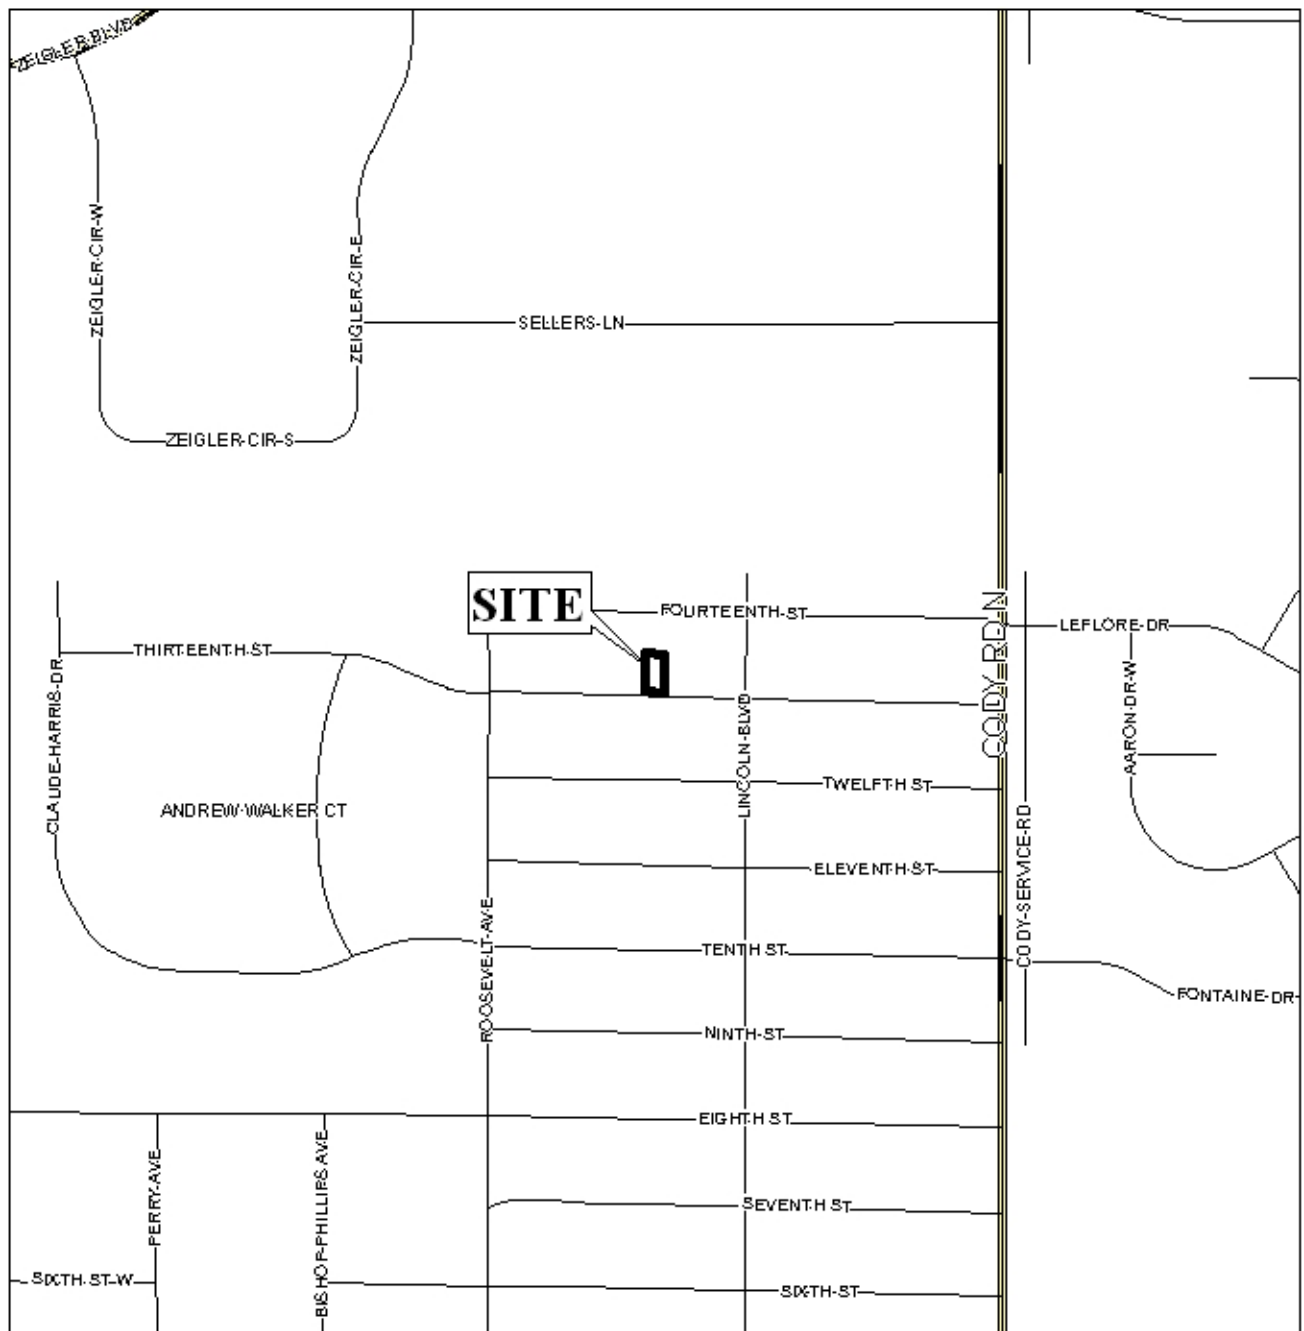 ZEIGLER BLVD
ZEIGLER CIR W
ZEIGLER CIR E
SELLERS LN
ZEIGLER CIR S
SITE
FOURTEENTH ST
CODY RD N
LEFLORE DR
THIRTEENTH ST
CLAUDE HARRIS DR
AARON DR W
LINCOLN BLVD
TWELFTH ST
ANDREW WALKER CT
CODY SERVICE RD
ELEVENTH ST
ROOSEVELT AVE
TENTH ST
FONTAINE DR
NINTH ST
EIGHTH ST
PERRY AVE
BISHOP PHILLIPS AVE
SEVENTH ST
SIXTH ST W
SIXTH ST